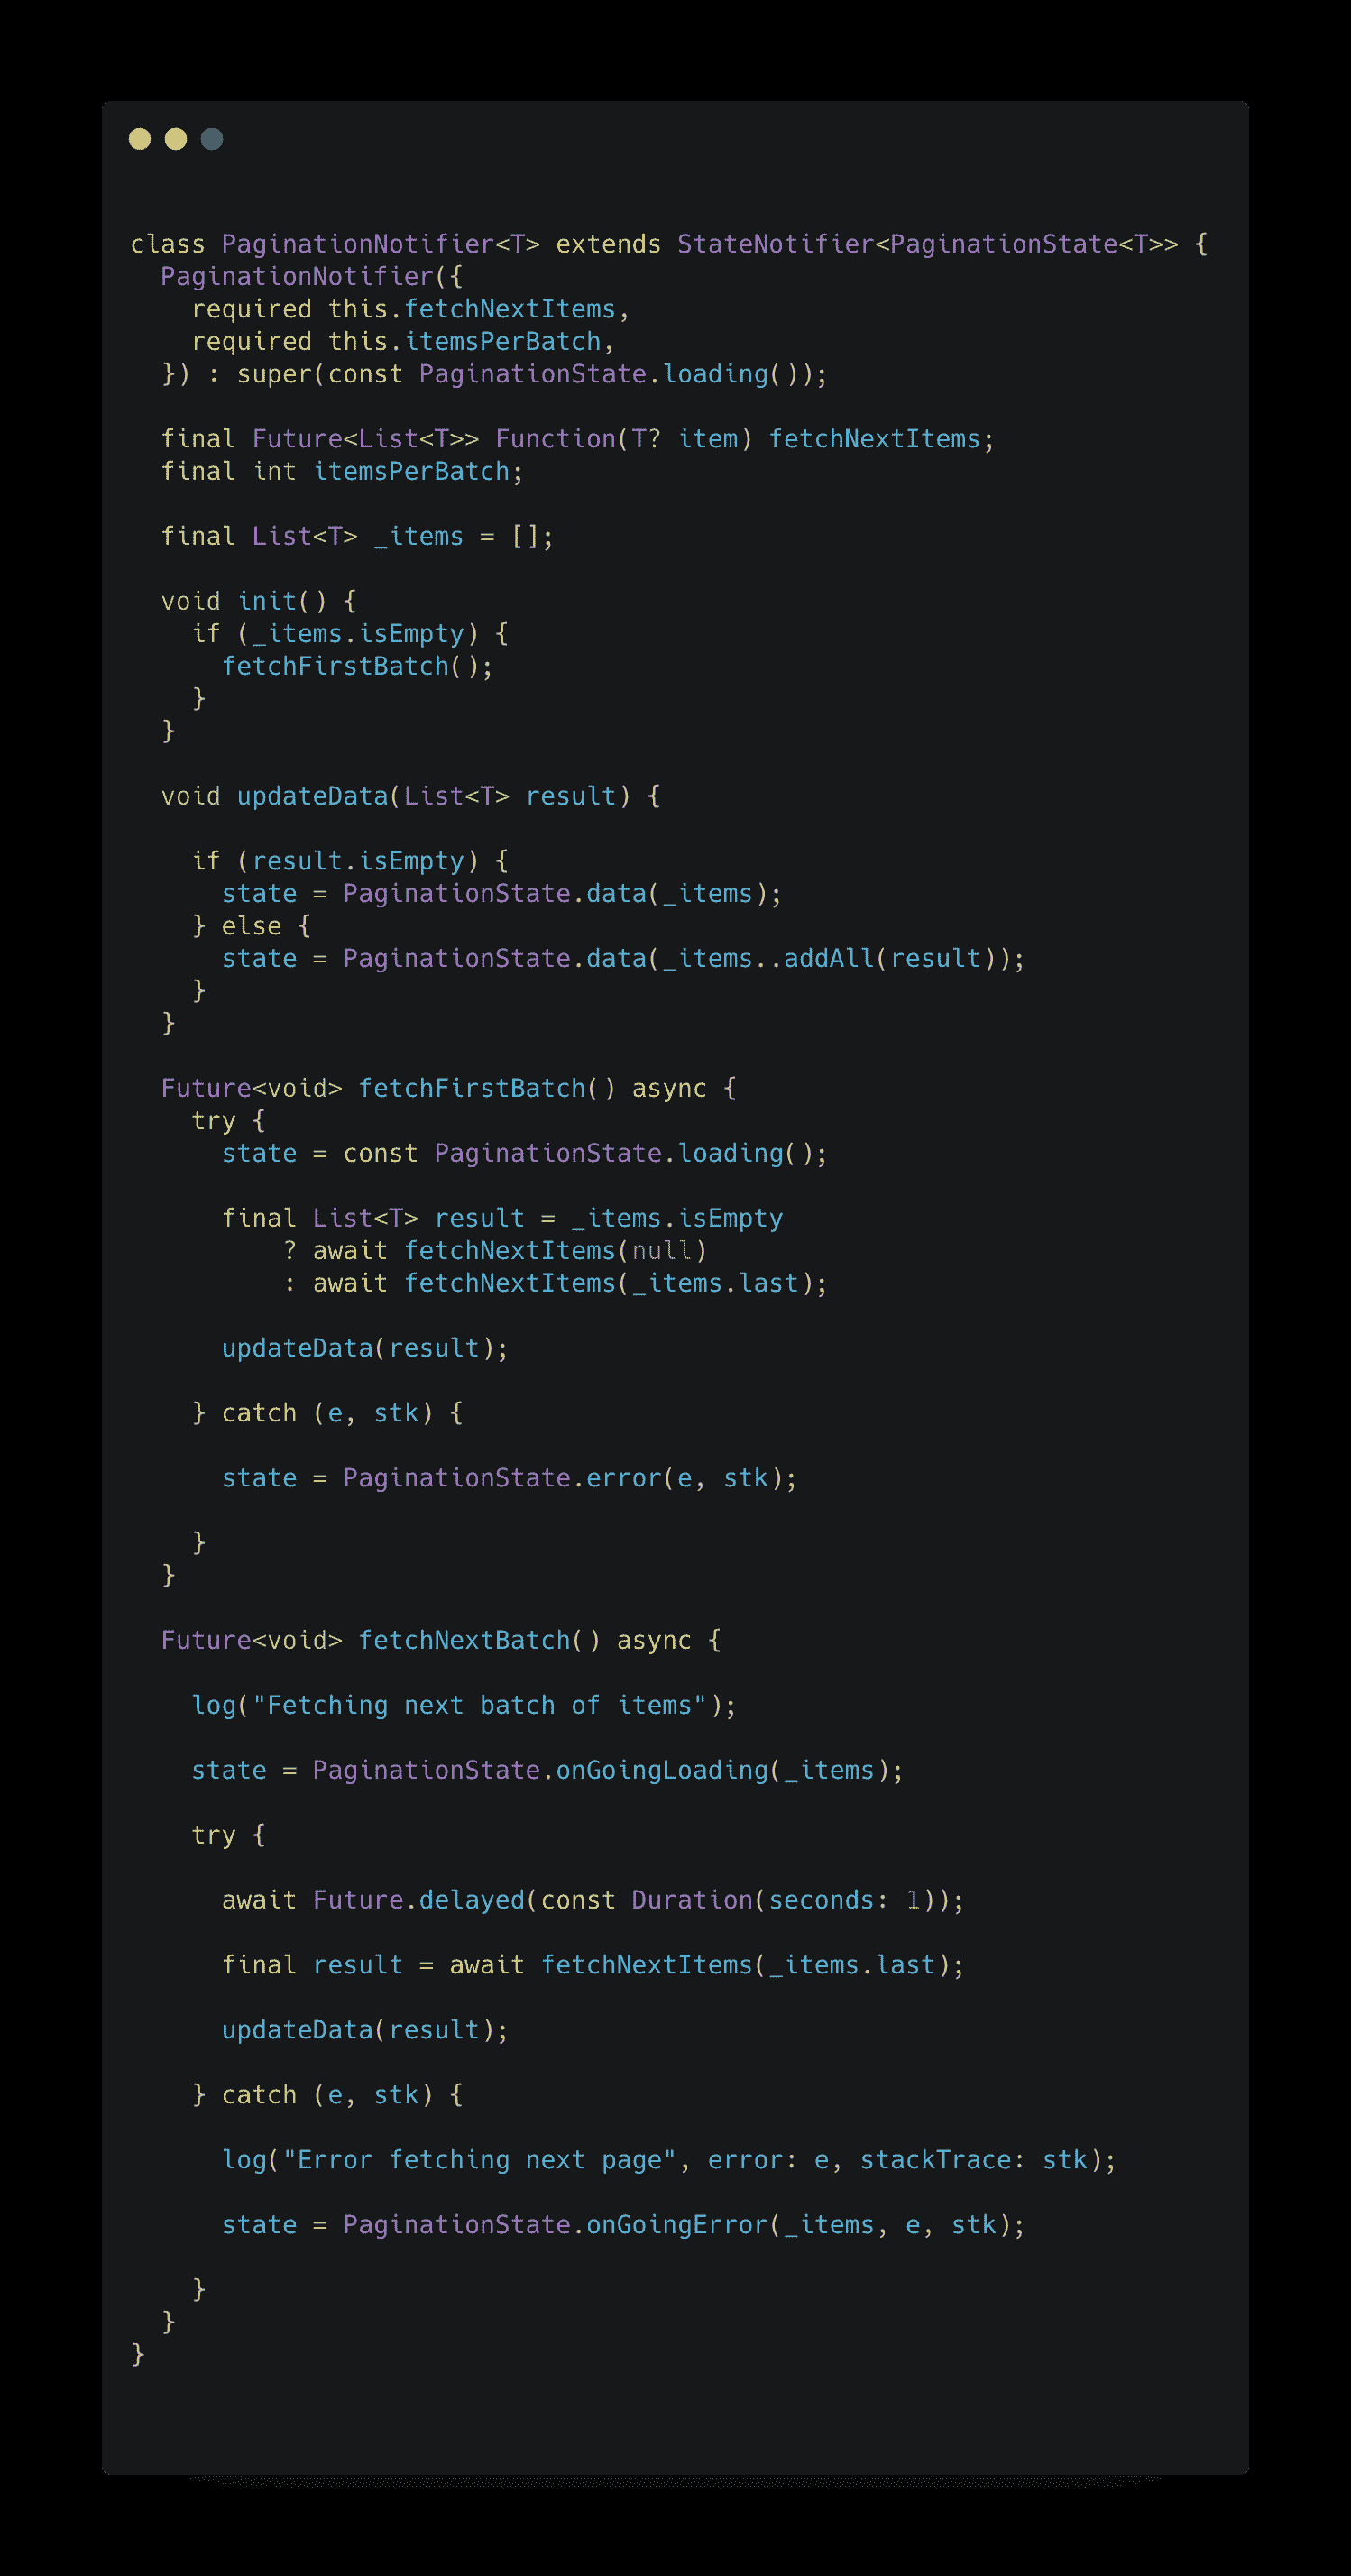 class PaginationNotifier<T> extends StateNotifier<PaginationState<T>> {
  PaginationNotifier({
    required this.fetchNextItems,
    required this.itemsPerBatch,
  }) : super(const PaginationState.loading());

  final Future<List<T>> Function(T? item) fetchNextItems;
  final int itemsPerBatch;

  final List<T> _items = [];

  void init() {
    if (_items.isEmpty) {
      fetchFirstBatch();
    }
  }

  void updateData(List<T> result) {

    if (result.isEmpty) {
      state = PaginationState.data(_items);
    } else {
      state = PaginationState.data(_items..addAll(result));
    }
  }

  Future<void> fetchFirstBatch() async {
    try {
      state = const PaginationState.loading();

      final List<T> result = _items.isEmpty
          ? await fetchNextItems(null)
          : await fetchNextItems(_items.last);

      updateData(result);

    } catch (e, stk) {

      state = PaginationState.error(e, stk);

    }
  }

  Future<void> fetchNextBatch() async {

    log("Fetching next batch of items");

    state = PaginationState.onGoingLoading(_items);

    try {

      await Future.delayed(const Duration(seconds: 1));

      final result = await fetchNextItems(_items.last);

      updateData(result);

    } catch (e, stk) {

      log("Error fetching next page", error: e, stackTrace: stk);

      state = PaginationState.onGoingError(_items, e, stk);

    }
  }
}